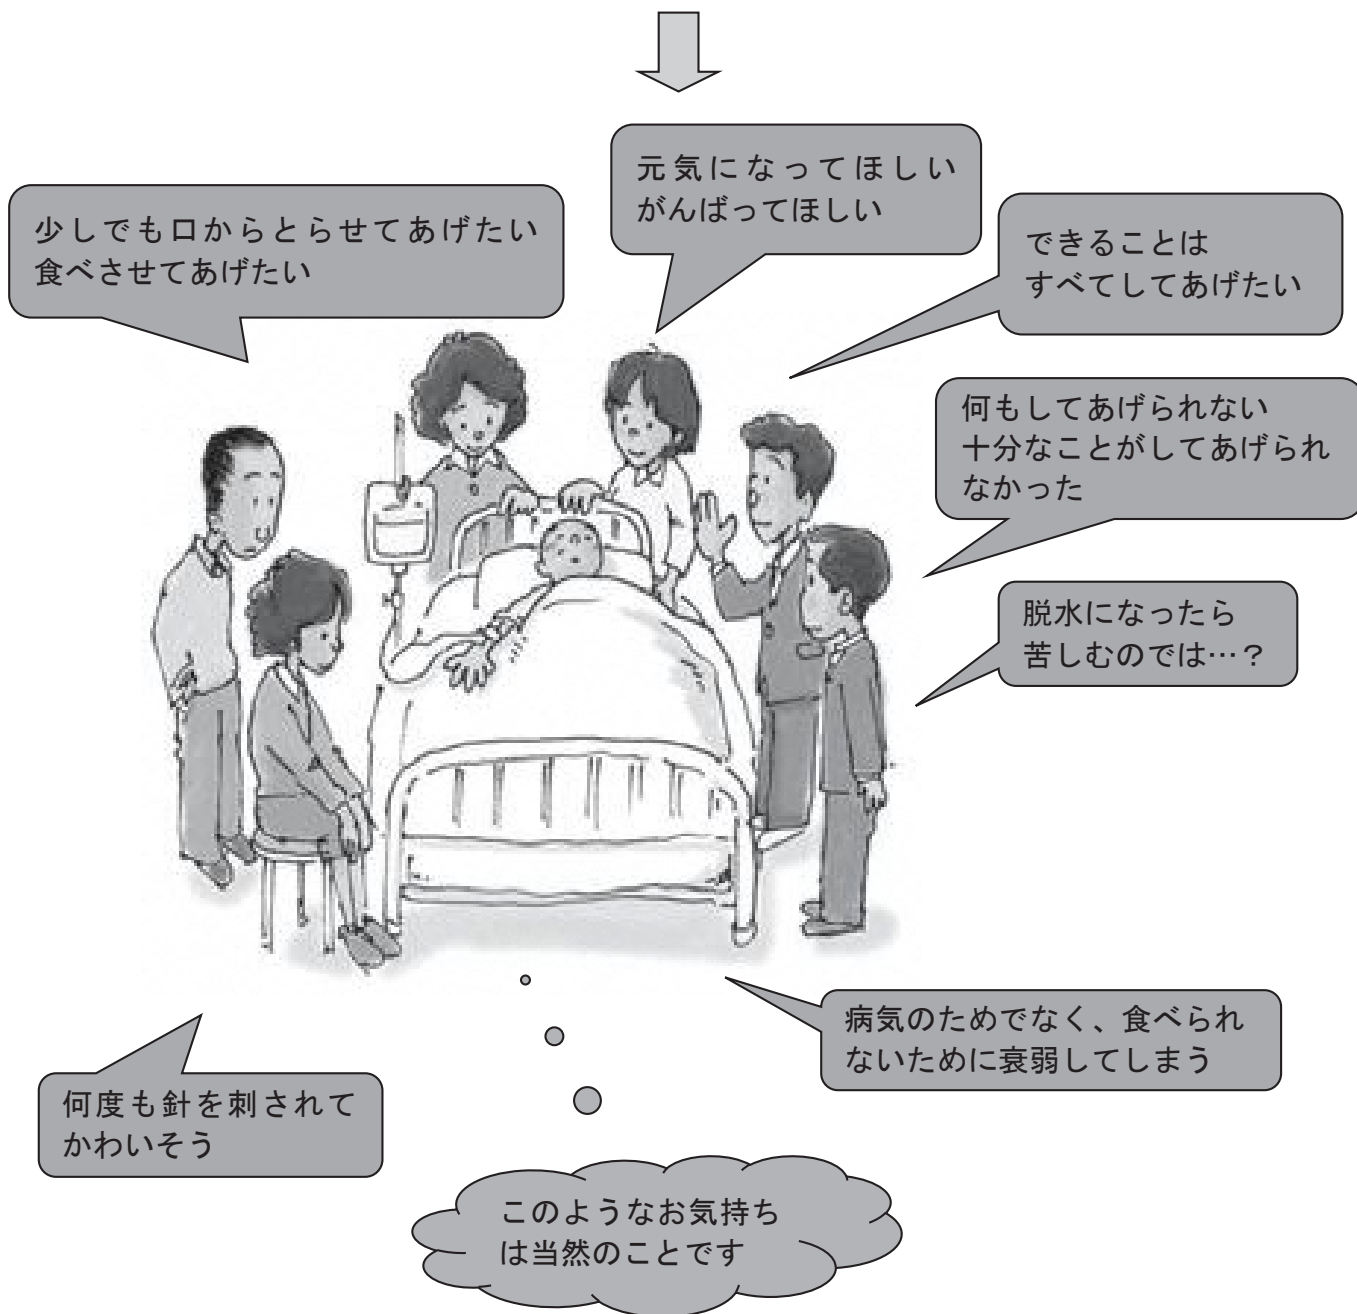 元気になってほしい
がんばってほしい
少しでも口からとらせてあげたい
食べさせてあげたい
できることは
すべてしてあげたい
何もしてあげられない
十分なことがしてあげられ
なかった
脱水になったら
苦しむのでは…？
病気のためでなく、食べられ
ないために衰弱してしまう
何度も針を刺されて
かわいそう
このようなお気持ち
は当然のことです